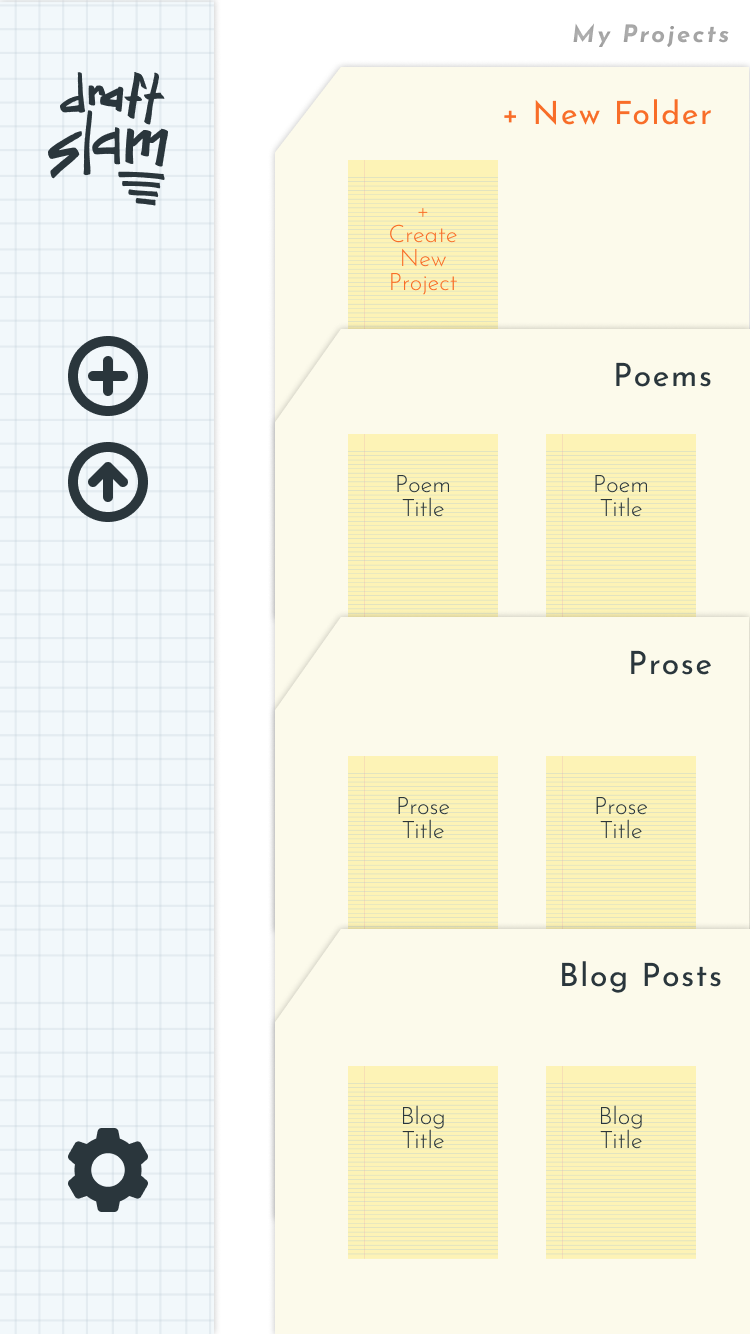 My Projects
draft
slam
+ New Folder
+
Create
New
Project
Poems
Poem
Title
Poem
Title
Prose
Prose
Title
Prose
Title
Blog Posts
Blog
Title
Blog
Title